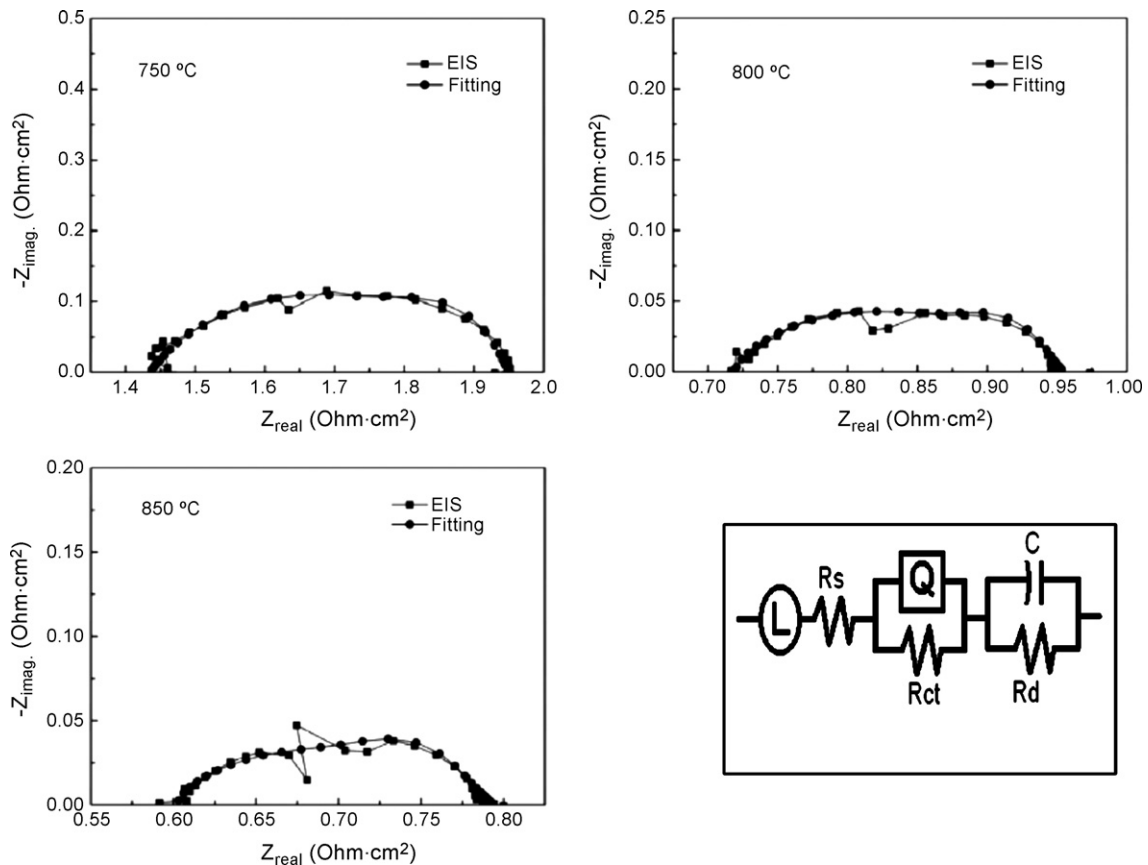 0.5
0.4
0.3
0.2
0.1
0.0
-Zimag. (Ohm·cm2)
750 ºC
EIS
Fitting
1.4 1.5 1.6 1.7 1.8 1.9 2.0
Zreal (Ohm·cm2)
0.25
0.20
0.15
0.10
0.05
0.00
-Zimag. (Ohm·cm2)
800 ºC
EIS
Fitting
0.70 0.75 0.80 0.85 0.90 0.95 1.00
Zreal (Ohm·cm2)
0.20
0.15
0.10
0.05
0.00
-Zimag. (Ohm·cm2)
850 ºC
EIS
Fitting
0.55 0.60 0.65 0.70 0.75 0.80
Zreal (Ohm·cm2)
L
Rs
Q
Rct
C
Rd